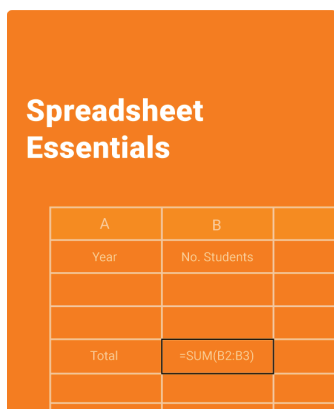 Spreadsheet
Essentials
A B
Year No. Students
Total =SUM(B2:B3)